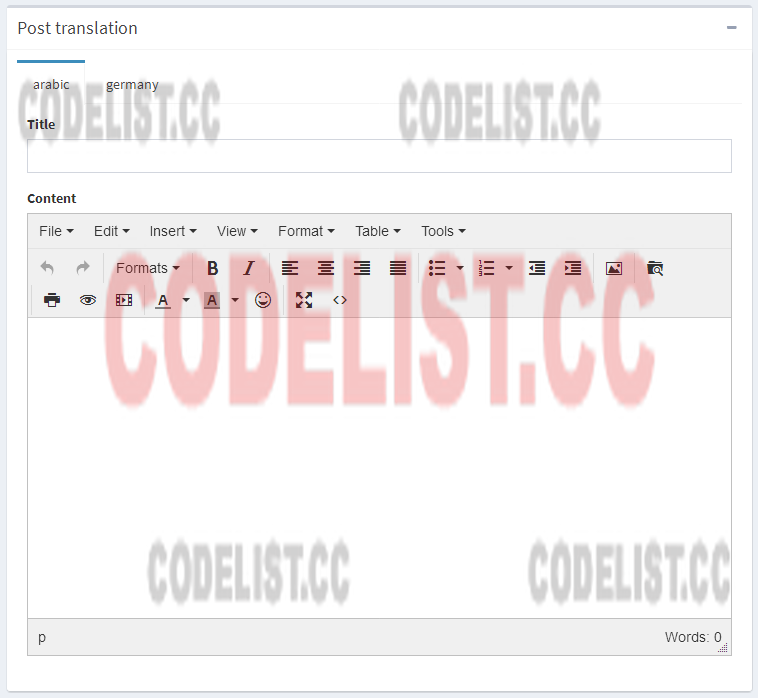 Post translation
arabic germany
CODELIST.CC CODELIST.CC
Title
Content
File Edit Insert View Format Table Tools
Formats B I
CODELIST.CC
A A
CODELIST.CC CODELIST.CC
p Words: 0